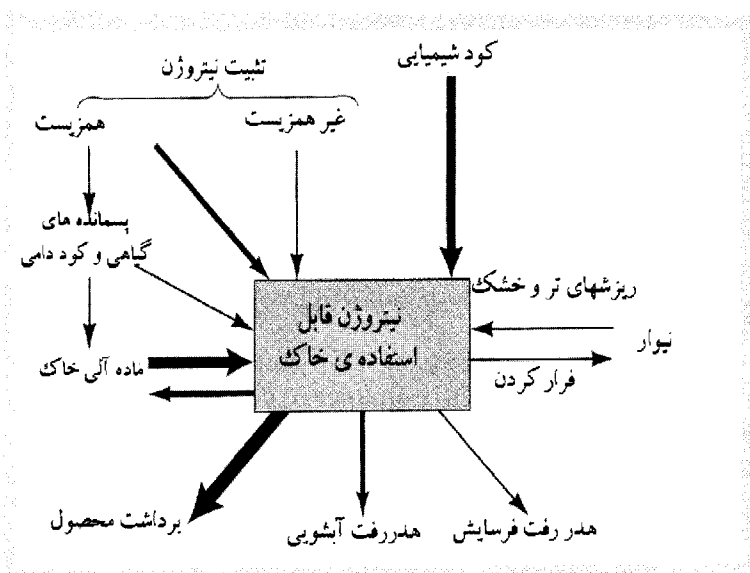 تثبیت نیتروژن
کود شیمیایی
همزیست
غیر همزیست
پسمانده های
گیاهی و کود دامی
ریزشهای تر و خشک
نیتروژن قابل
استفاده ی خاک
نیوار
ماده آلی خاک
فرار کردن
برداشت محصول
هدررفت آبشویی
هدر رفت فرسایش